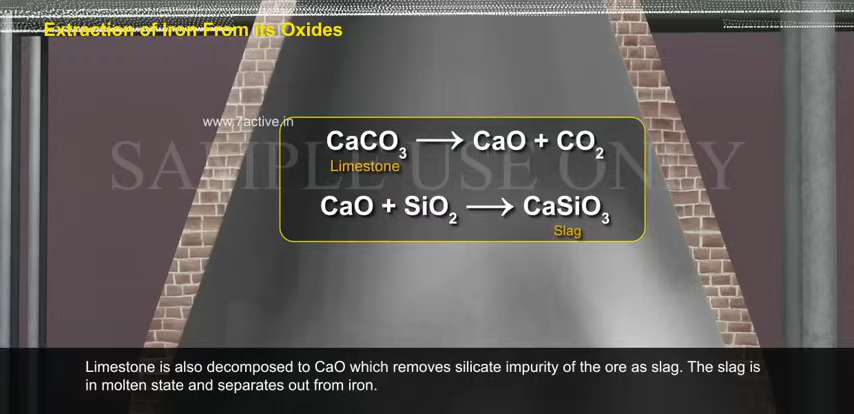 Extraction of Iron From its Oxides
www.7active.in
SAMPLE USE ONLY
CaCO₃ ⟶ CaO + CO₂
Limestone
CaO + SiO₂ ⟶ CaSiO₃
Slag
Limestone is also decomposed to CaO which removes silicate impurity of the ore as slag. The slag is
in molten state and separates out from iron.